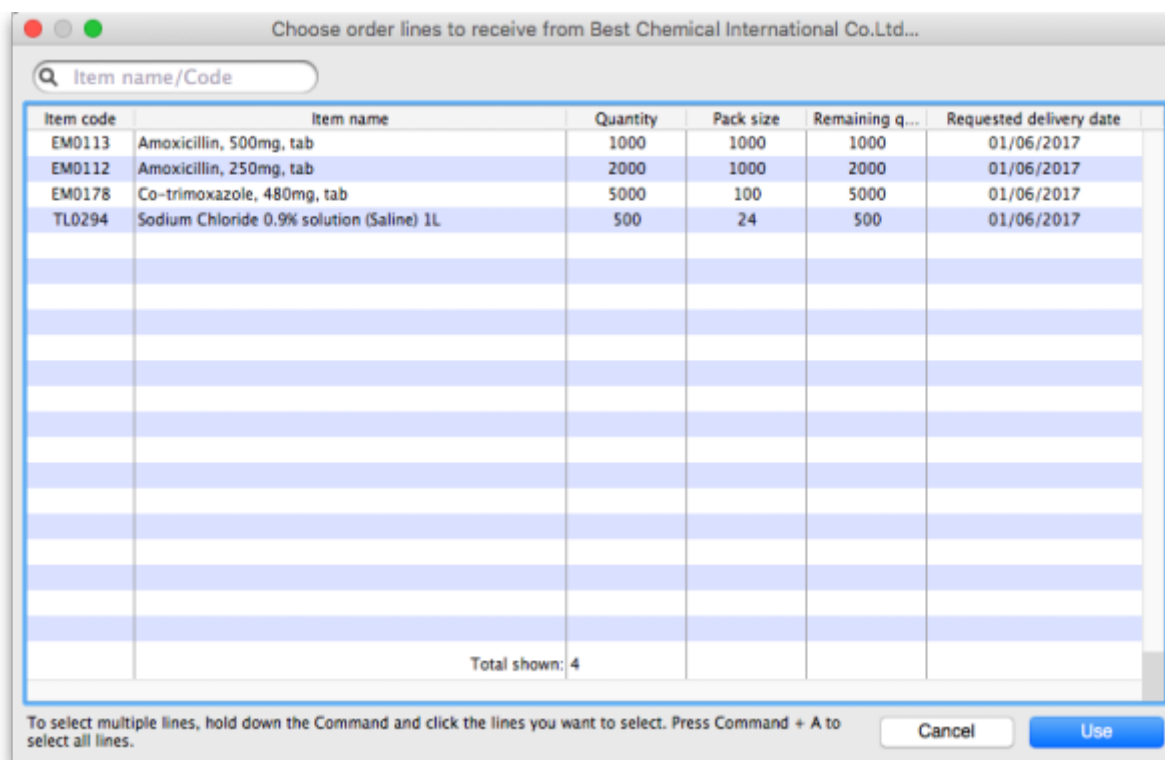 Choose order lines to receive from Best Chemical International Co.Ltd...
Item name/Code
Item code Item name Quantity Pack size Remaining q... Requested delivery date
EM0113 Amoxicillin, 500mg, tab 1000 1000 1000 01/06/2017
EM0112 Amoxicillin, 250mg, tab 2000 1000 2000 01/06/2017
EM0178 Co-trimoxazole, 480mg, tab 5000 100 5000 01/06/2017
TL0294 Sodium Chloride 0.9% solution (Saline) 1L 500 24 500 01/06/2017
Total shown: 4
To select multiple lines, hold down the Command and click the lines you want to select. Press Command + A to
select all lines.
Cancel Use